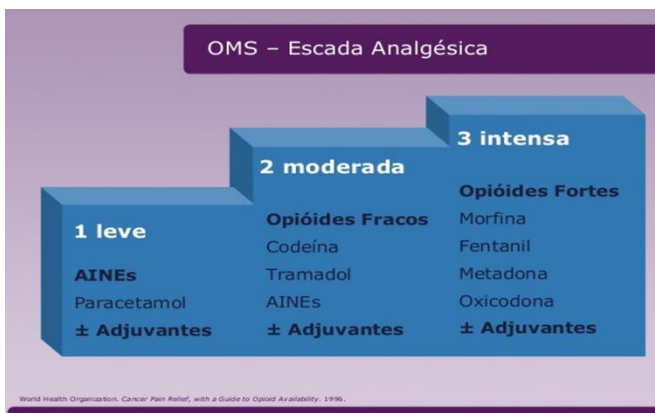 OMS – Escada Analgésica
1 leve
AINEs
Paracetamol
± Adjuvantes
2 moderada
Opióides Fracos
Codeína
Tramadol
AINEs
± Adjuvantes
3 intensa
Opióides Fortes
Morfina
Fentanil
Metadona
Oxicodona
± Adjuvantes
World Health Organization. Cancer Pain Relief, with a Guide to Opioid Availability. 1996.